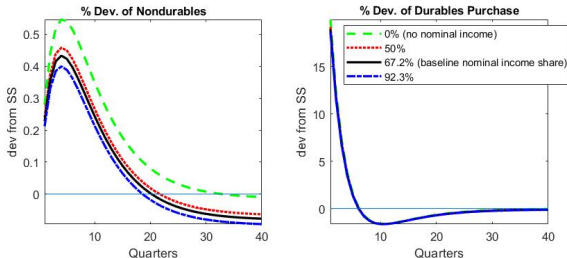 % Dev. of Nondurables
dev from SS
0.5
0.4
0.3
0.2
0.1
0
10
20
30
40
Quarters
% Dev. of Durables Purchase
0% (no nominal income)
50%
67.2% (baseline nominal income share)
92.3%
dev from SS
15
10
5
0
10
20
30
40
Quarters